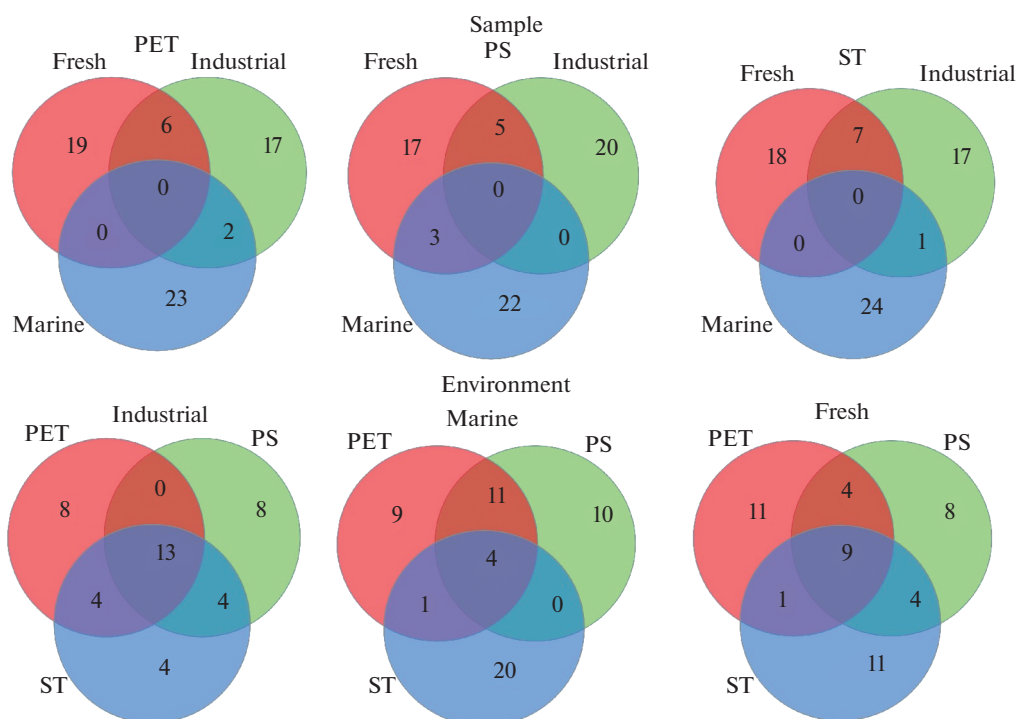 Sample
PET PS ST
Fresh Industrial Fresh Industrial Fresh Industrial
19 6 17 17 5 20 18 7 17
0 0 0
0 2 3 0 0 1
23 22 24
Marine Marine Marine
Environment
Industrial Marine Fresh
PET PS PET PS PET PS
8 0 8 9 11 10 11 4 8
13 4 9
4 4 1 0 1 4
4 20 11
ST ST ST